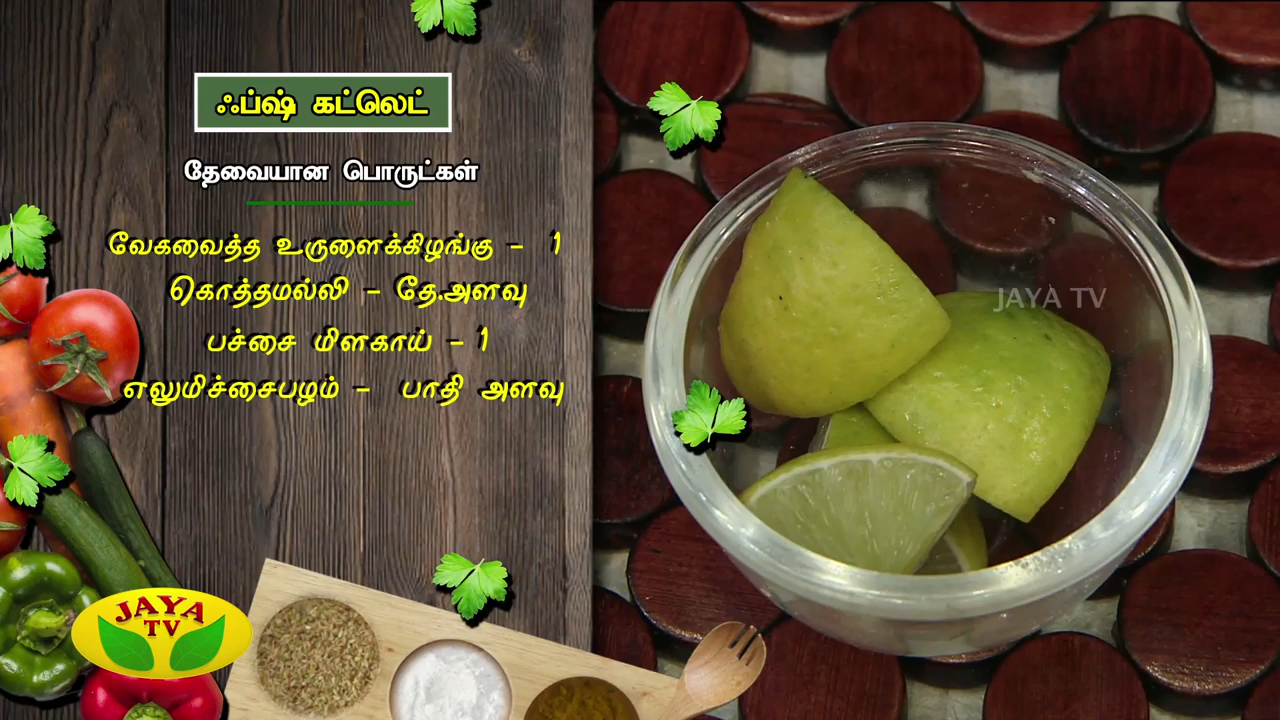 ஃப்ஷ் கட்லெட்
தேவையான பொருட்கள்
வேகவைத்த உருளைக்கிழங்கு - 1
கொத்தமல்லி - தே.அளவு
பச்சை மிளகாய் - 1
எலுமிச்சைபழம் - பாதி அளவு
JAYA TV
JAYA
TV